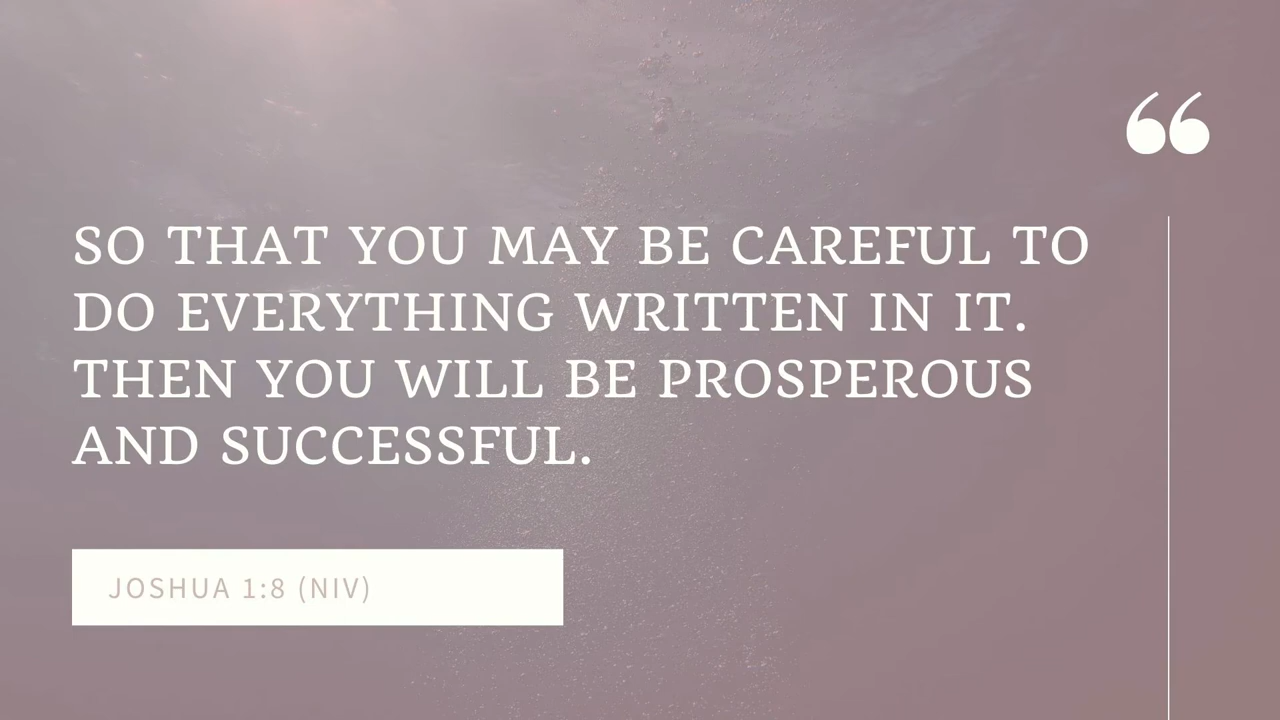 “
SO THAT YOU MAY BE CAREFUL TO
DO EVERYTHING WRITTEN IN IT.
THEN YOU WILL BE PROSPEROUS
AND SUCCESSFUL.
JOSHUA 1:8 (NIV)